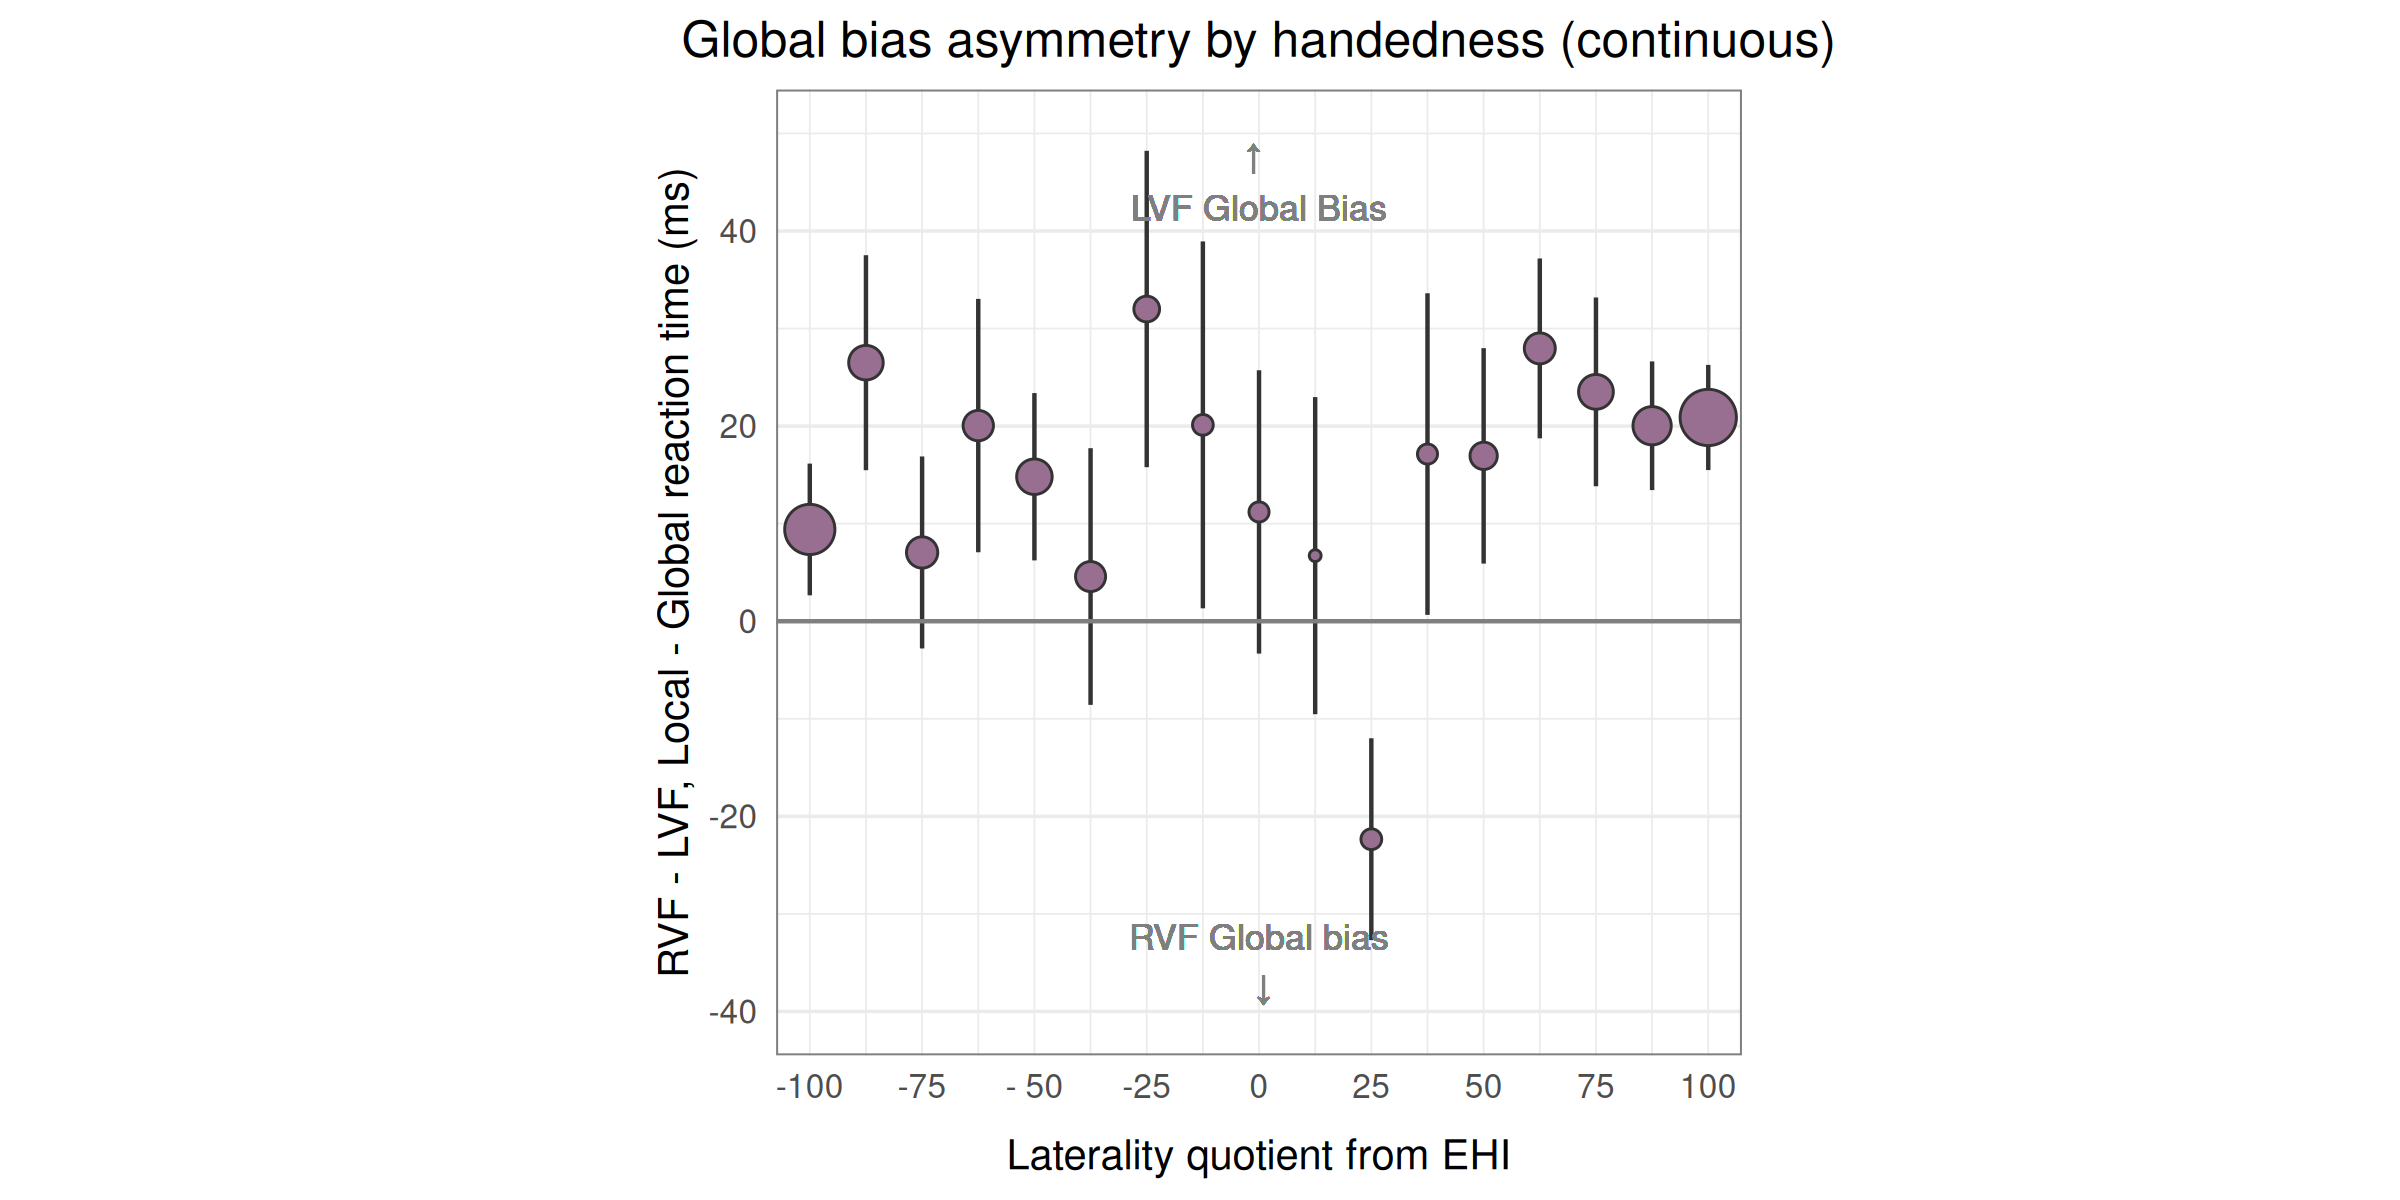 Global bias asymmetry by handedness (continuous)
RVF - LVF, Local - Global reaction time (ms)
40
20
0
-20
-40
↑
LVF Global Bias
RVF Global bias
↓
-100 -75 - 50 -25 0 25 50 75 100
Laterality quotient from EHI